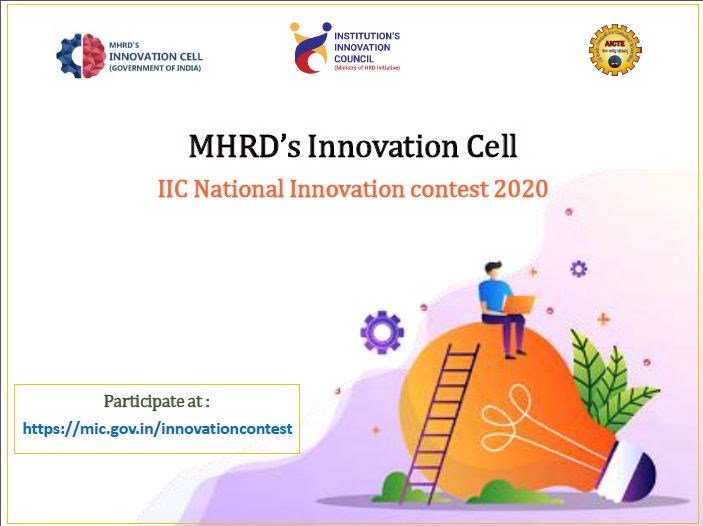 MHRD'S
INNOVATION CELL
(GOVERNMENT OF INDIA)
INSTITUTION'S
INNOVATION
COUNCIL
(Ministry of HRD Initiative)
AICTE
MHRD's Innovation Cell
IIC National Innovation contest 2020
Participate at :
https://mic.gov.in/innovationcontest